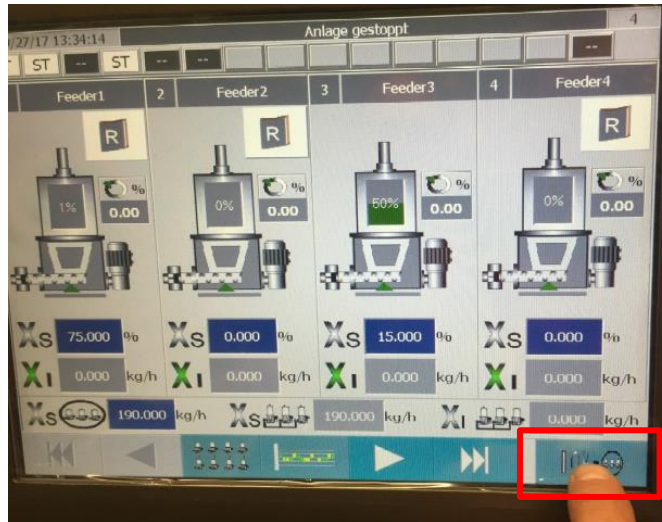 /27/17 13:34:14 Anlage gestoppt 4
ST -- ST -- -- --
Feeder1 2 Feeder2 3 Feeder3 4 Feeder4
R R R
1% % 0% % 50% % 0% %
0.00 0.00 0.00 0.00
XS 75.000 % XS 0.000 % XS 15.000 % XS 0.000 %
XI 0.000 kg/h XI 0.000 kg/h XI 0.000 kg/h XI 0.000 kg/h
XS 190.000 kg/h XS 190.000 kg/h XI 0.000 kg/h